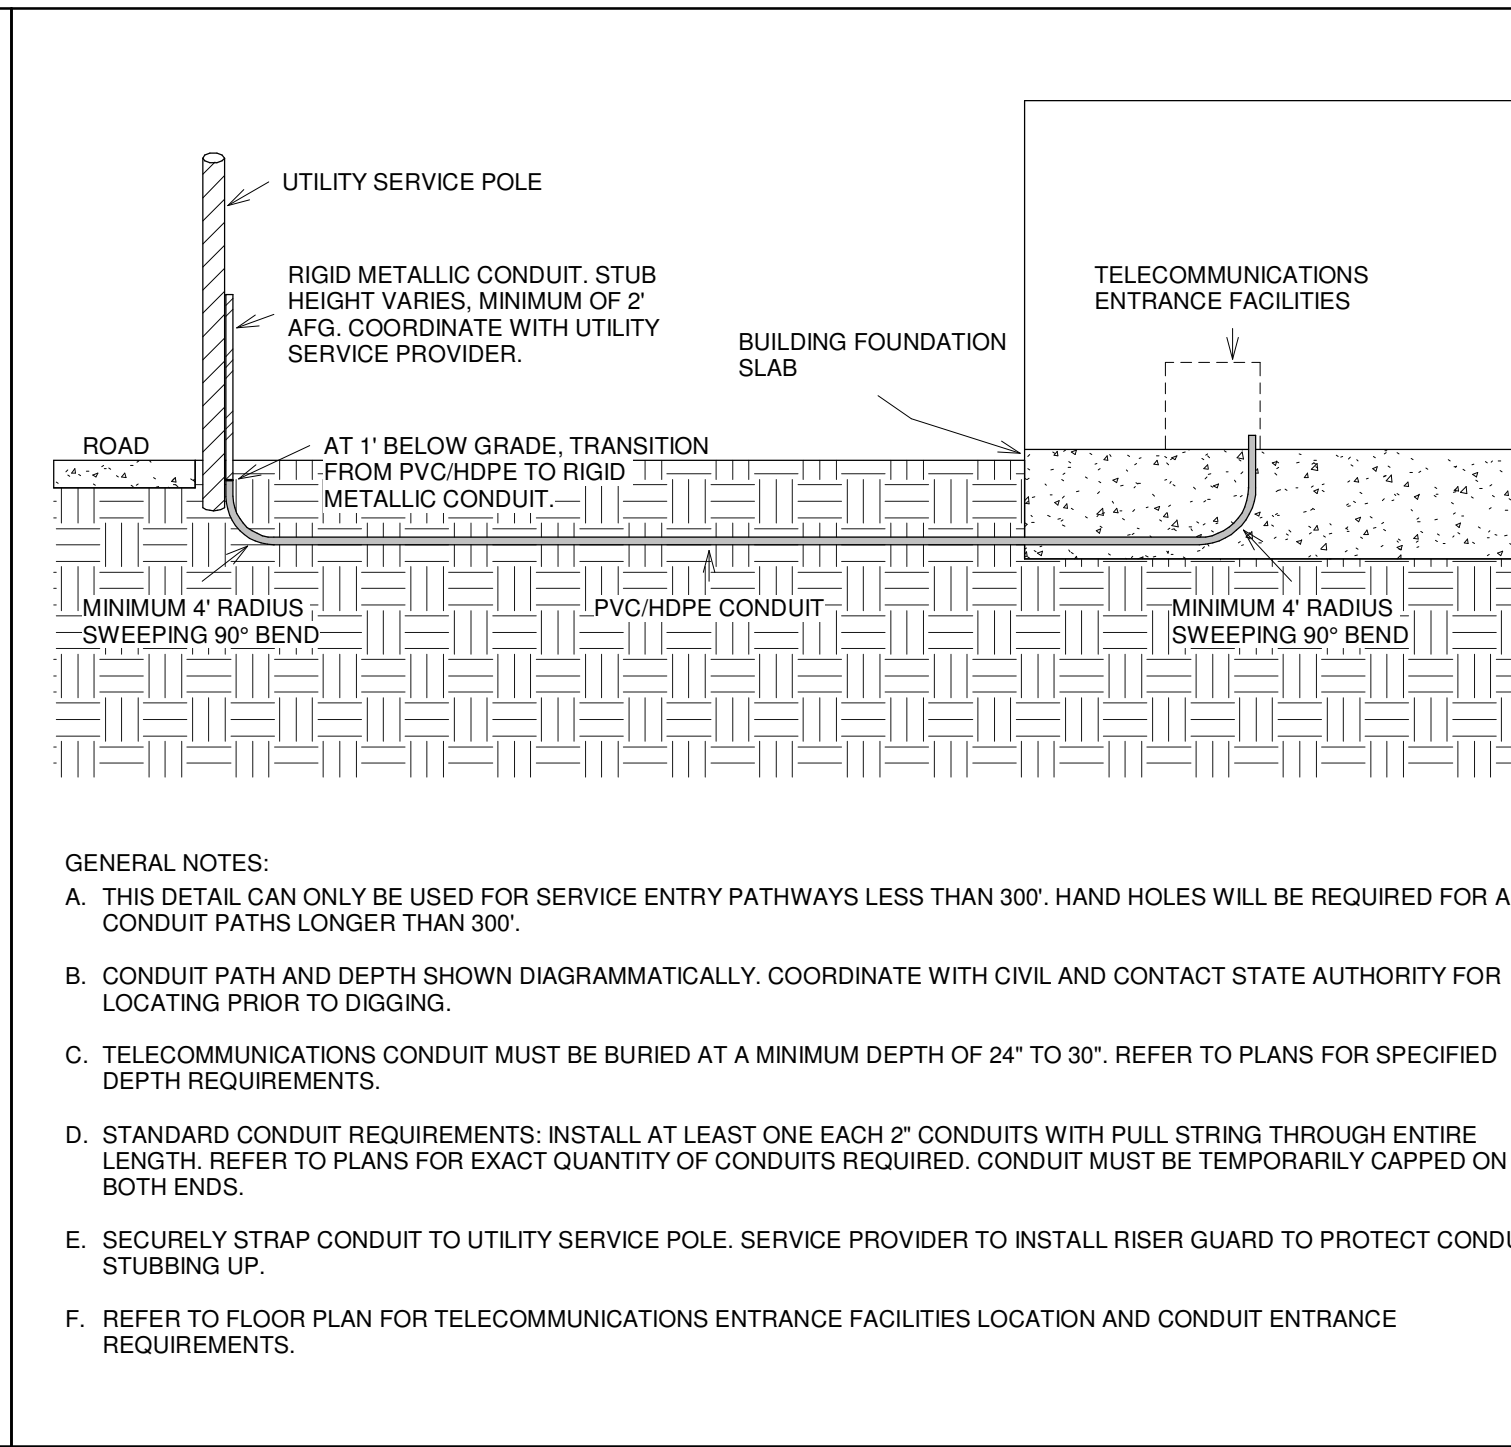 UTILITY SERVICE POLE
RIGID METALLIC CONDUIT. STUB
HEIGHT VARIES, MINIMUM OF 2'
AFG. COORDINATE WITH UTILITY
SERVICE PROVIDER.
TELECOMMUNICATIONS
ENTRANCE FACILITIES
BUILDING FOUNDATION
SLAB
ROAD
AT 1' BELOW GRADE, TRANSITION
FROM PVC/HDPE TO RIGID
METALLIC CONDUIT.
MINIMUM 4' RADIUS
SWEEPING 90° BEND
PVC/HDPE CONDUIT
MINIMUM 4' RADIUS
SWEEPING 90° BEND
GENERAL NOTES:
A. THIS DETAIL CAN ONLY BE USED FOR SERVICE ENTRY PATHWAYS LESS THAN 300'. HAND HOLES WILL BE REQUIRED FOR
CONDUIT PATHS LONGER THAN 300'.
B. CONDUIT PATH AND DEPTH SHOWN DIAGRAMMATICALLY. COORDINATE WITH CIVIL AND CONTACT STATE AUTHORITY FOR
LOCATING PRIOR TO DIGGING.
C. TELECOMMUNICATIONS CONDUIT MUST BE BURIED AT A MINIMUM DEPTH OF 24" TO 30". REFER TO PLANS FOR SPECIFIED
DEPTH REQUIREMENTS.
D. STANDARD CONDUIT REQUIREMENTS: INSTALL AT LEAST ONE EACH 2" CONDUITS WITH PULL STRING THROUGH ENTIRE
LENGTH. REFER TO PLANS FOR EXACT QUANTITY OF CONDUITS REQUIRED. CONDUIT MUST BE TEMPORARILY CAPPED ON
BOTH ENDS.
E. SECURELY STRAP CONDUIT TO UTILITY SERVICE POLE. SERVICE PROVIDER TO INSTALL RISER GUARD TO PROTECT
STUBBING UP.
F. REFER TO FLOOR PLAN FOR TELECOMMUNICATIONS ENTRANCE FACILITIES LOCATION AND CONDUIT ENTRANCE
REQUIREMENTS.